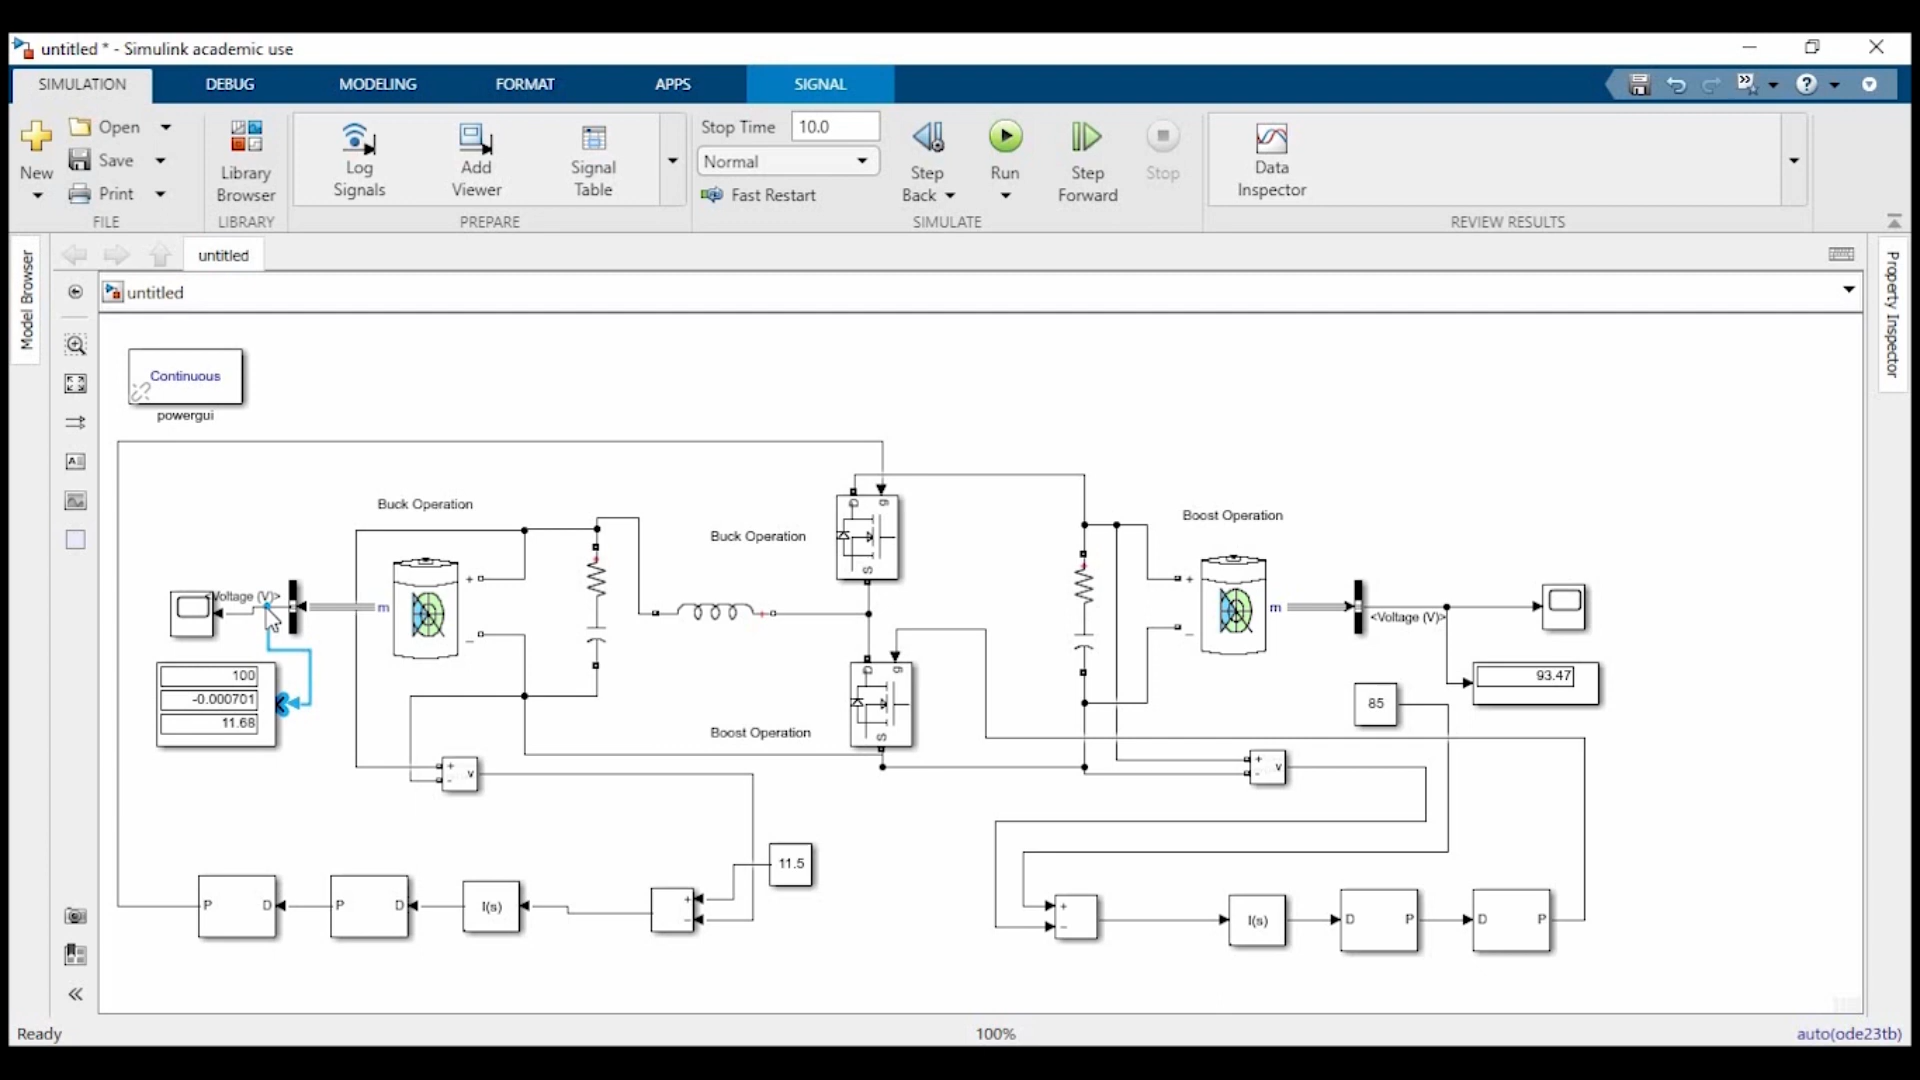 untitled * - Simulink academic use
SIMULATION
DEBUG
MODELING
FORMAT
APPS
SIGNAL
New
Open
Save
Print
FILE
Library
Browser
LIBRARY
Log
Signals
Add
Viewer
Signal
Table
PREPARE
Stop Time
10.0
Normal
Fast Restart
Step
Back
Run
Step
Forward
Stop
SIMULATE
Data
Inspector
REVIEW RESULTS
Model Browser
Property Inspector
untitled
untitled
Continuous
powergui
Buck Operation
Buck Operation
Boost Operation
Boost Operation
<Voltage (V)>
m
+
−
D
g
S
D
g
S
+
−
m
<Voltage (V)>
100
-0.000701
11.68
93.47
85
+
−
v
+
−
v
11.5
P D
P D
I(s)
+
−
+
−
I(s)
D P
D P
Ready
100%
auto(ode23tb)